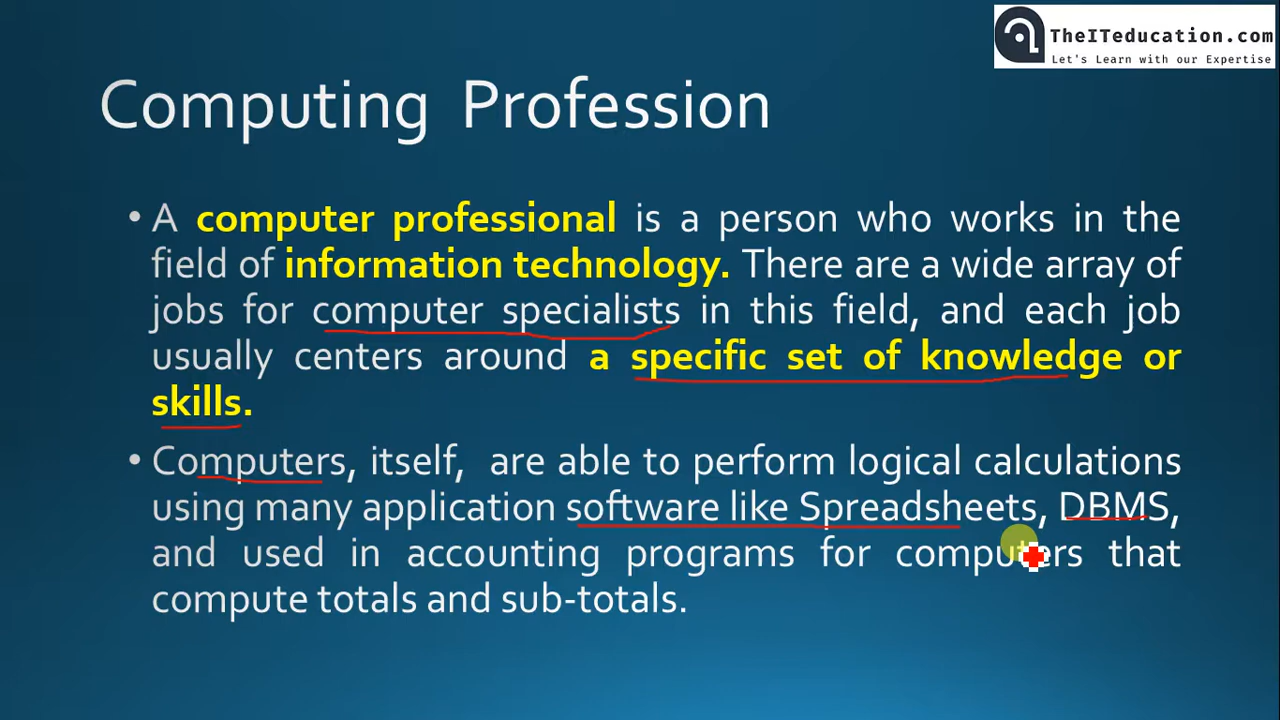 TheITeducation.com
Let's Learn with our Expertise
Computing Profession
• A computer professional is a person who works in the
field of information technology. There are a wide array of
jobs for computer specialists in this field, and each job
usually centers around a specific set of knowledge or
skills.
• Computers, itself, are able to perform logical calculations
using many application software like Spreadsheets, DBMS,
and used in accounting programs for computers that
compute totals and sub-totals.